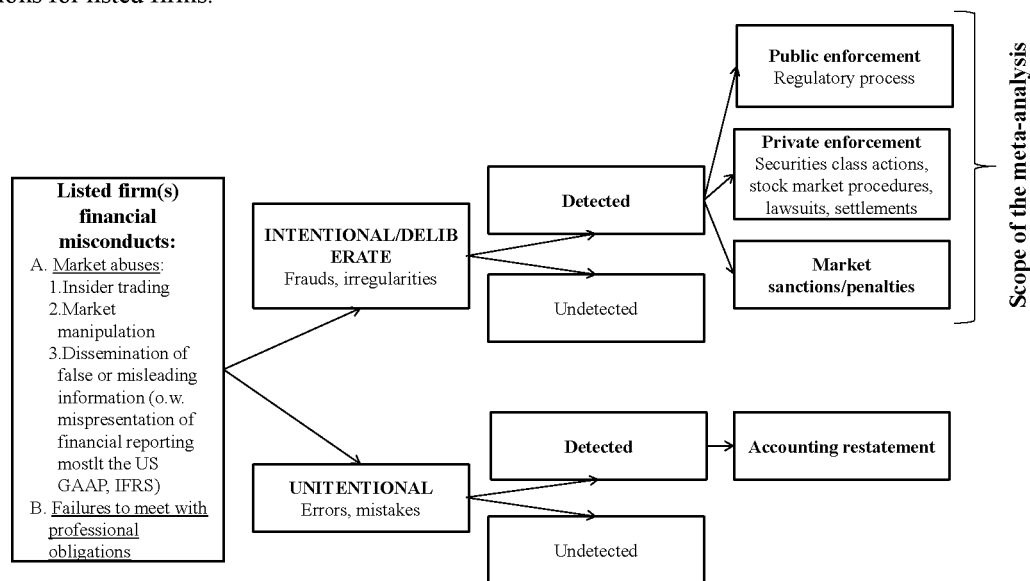 ions for listed firms.
Listed firm(s)
financial
misconducts:
A. Market abuses:
1.Insider trading
2.Market
manipulation
3.Dissemination of
false or misleading
information (o.w.
mispresentation of
financial reporting
mostlt the US
GAAP, IFRS)
B. Failures to meet with
professional
obligations
INTENTIONAL/DELIB
ERATE
Frauds, irregularities
UNITENTIONAL
Errors, mistakes
Detected
Undetected
Detected
Undetected
Public enforcement
Regulatory process
Private enforcement
Securities class actions,
stock market procedures,
lawsuits, settlements
Market
sanctions/penalties
Accounting restatement
Scope of the meta-analysis